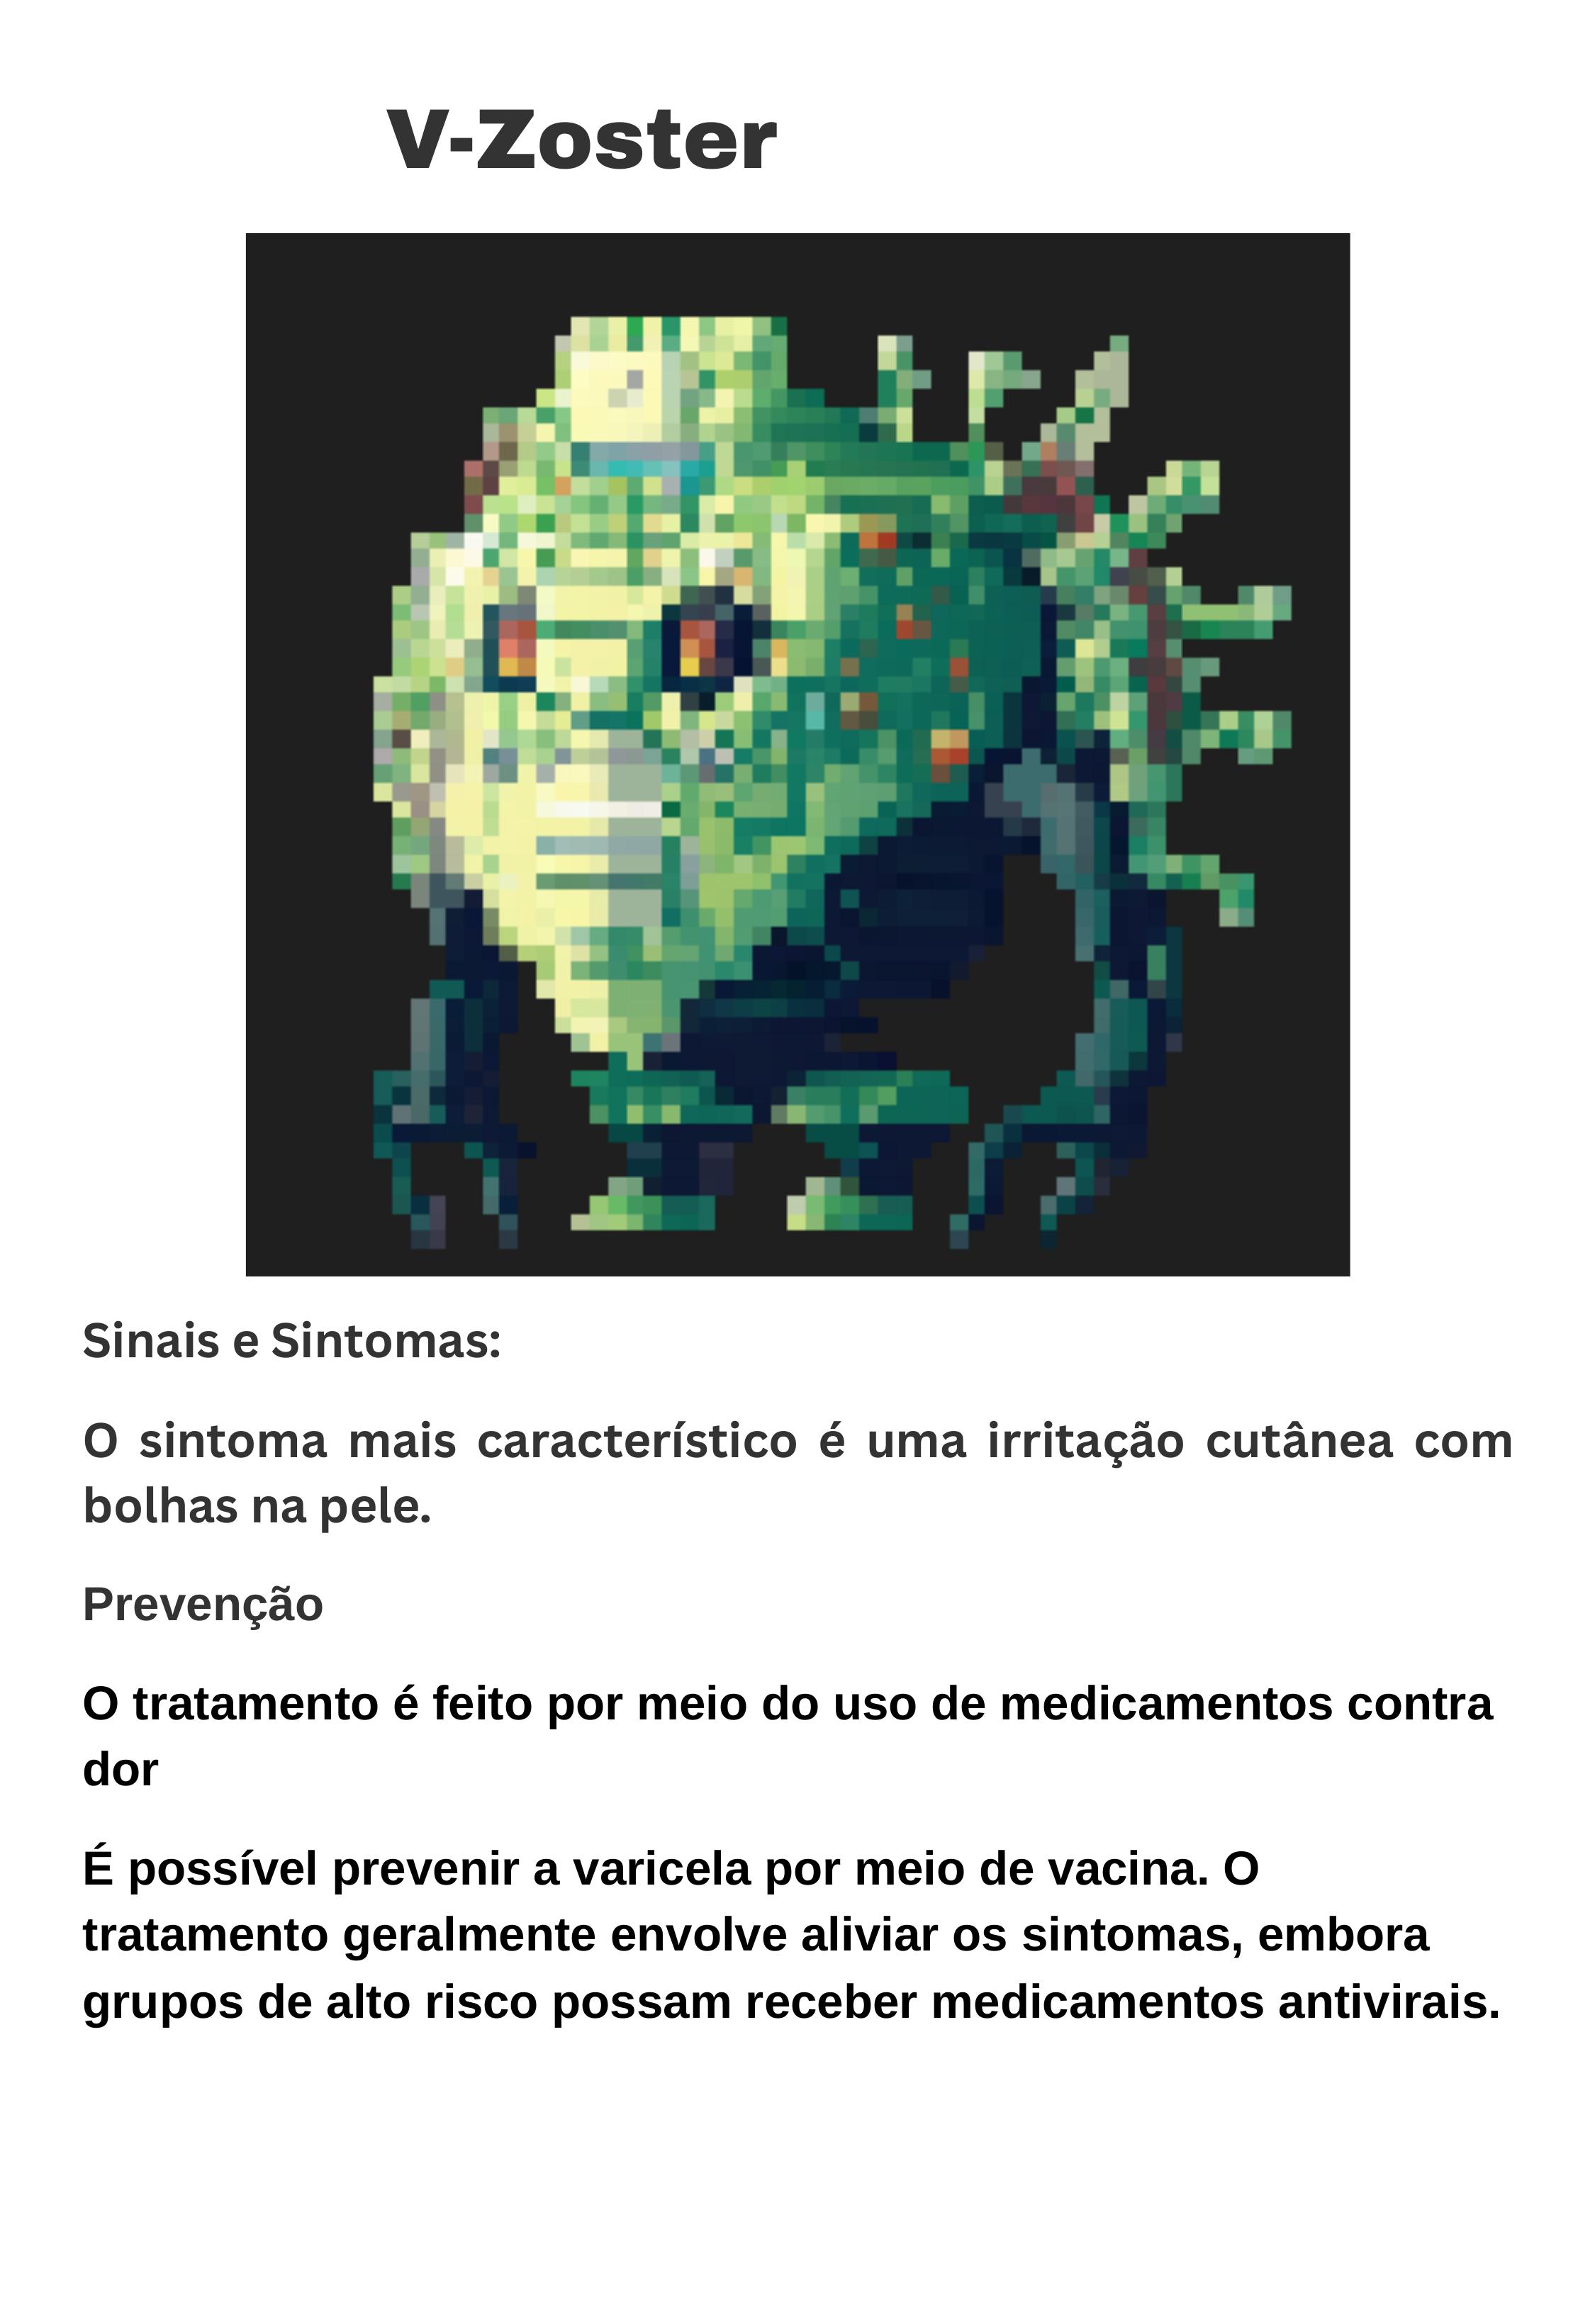 V-Zoster
Sinais e Sintomas:
O sintoma mais característico é uma irritação cutânea com
bolhas na pele.
Prevenção
O tratamento é feito por meio do uso de medicamentos contra
dor
É possível prevenir a varicela por meio de vacina. O
tratamento geralmente envolve aliviar os sintomas, embora
grupos de alto risco possam receber medicamentos antivirais.